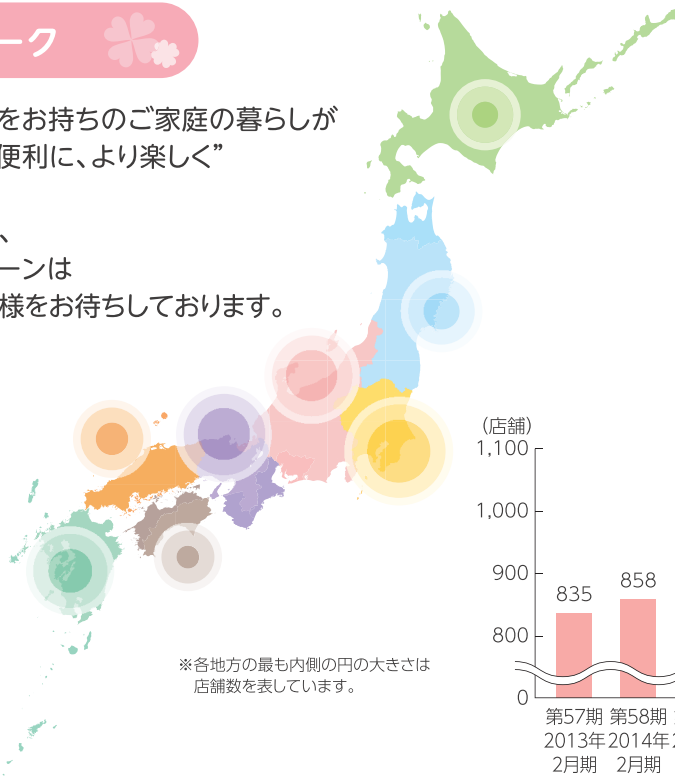 ーク
をお持ちのご家庭の暮らしが
便利に、より楽しく”
、
ーンは
様をお待ちしております。
※各地方の最も内側の円の大きさは
店舗数を表しています。
（店舗）
1,100
1,000
900
800
0
835
858
第57期 第58期
2013年 2014年 2
2月期 2月期